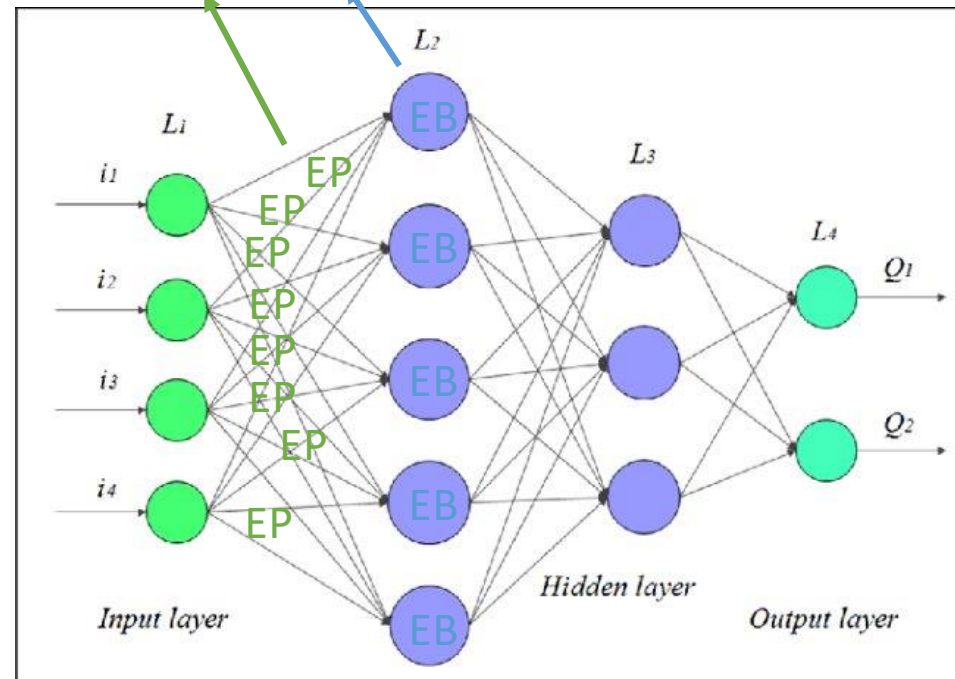 L2
L1
EB
L3
i1
EP
EP
L4
EP
EB
Q1
i2
EP
EP
i3
EP
EB
Q2
EP
i4
EP
EB
Hidden layer
Input layer
EB
Output layer